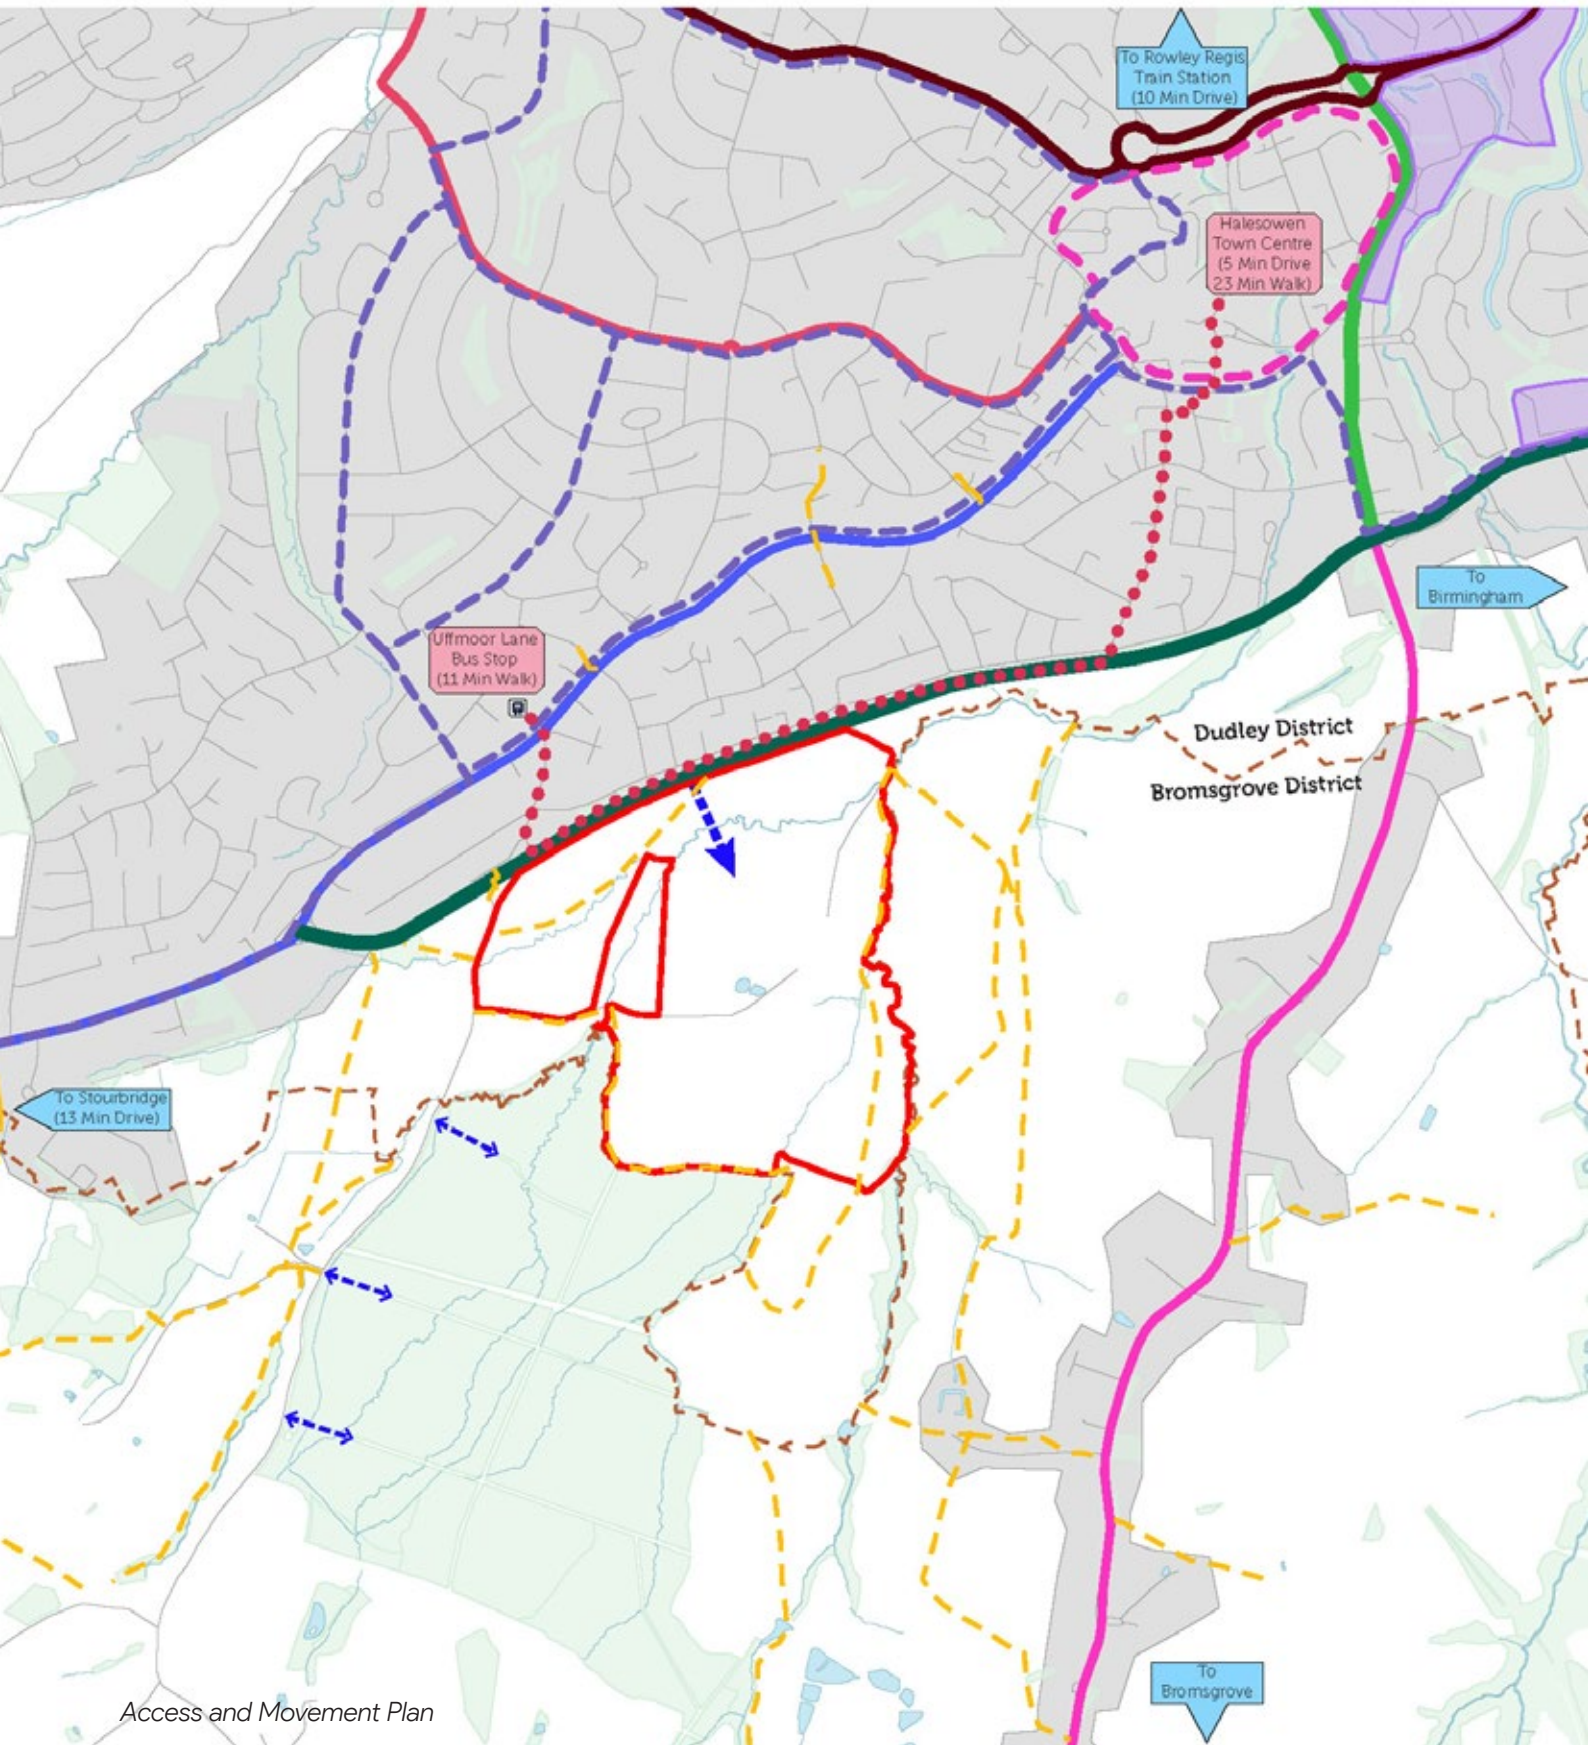 To Rowley Regis
Train Station
(10 Min Drive)
Halesowen
Town Centre
(5 Min Drive
23 Min Walk)
To
Birmingham
Uffmoor Lane
Bus Stop
(11 Min Walk)
Dudley District
Bromsgrove District
To Stourbridge
(13 Min Drive)
To
Bromsgrove
Access and Movement Plan